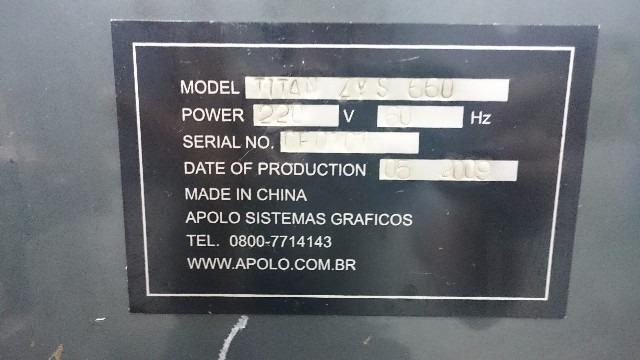 MODEL TITAN ZYS 660
POWER 220 V 60 Hz
SERIAL NO.
DATE OF PRODUCTION 05 2009
MADE IN CHINA
APOLO SISTEMAS GRAFICOS
TEL. 0800-7714143
WWW.APOLO.COM.BR